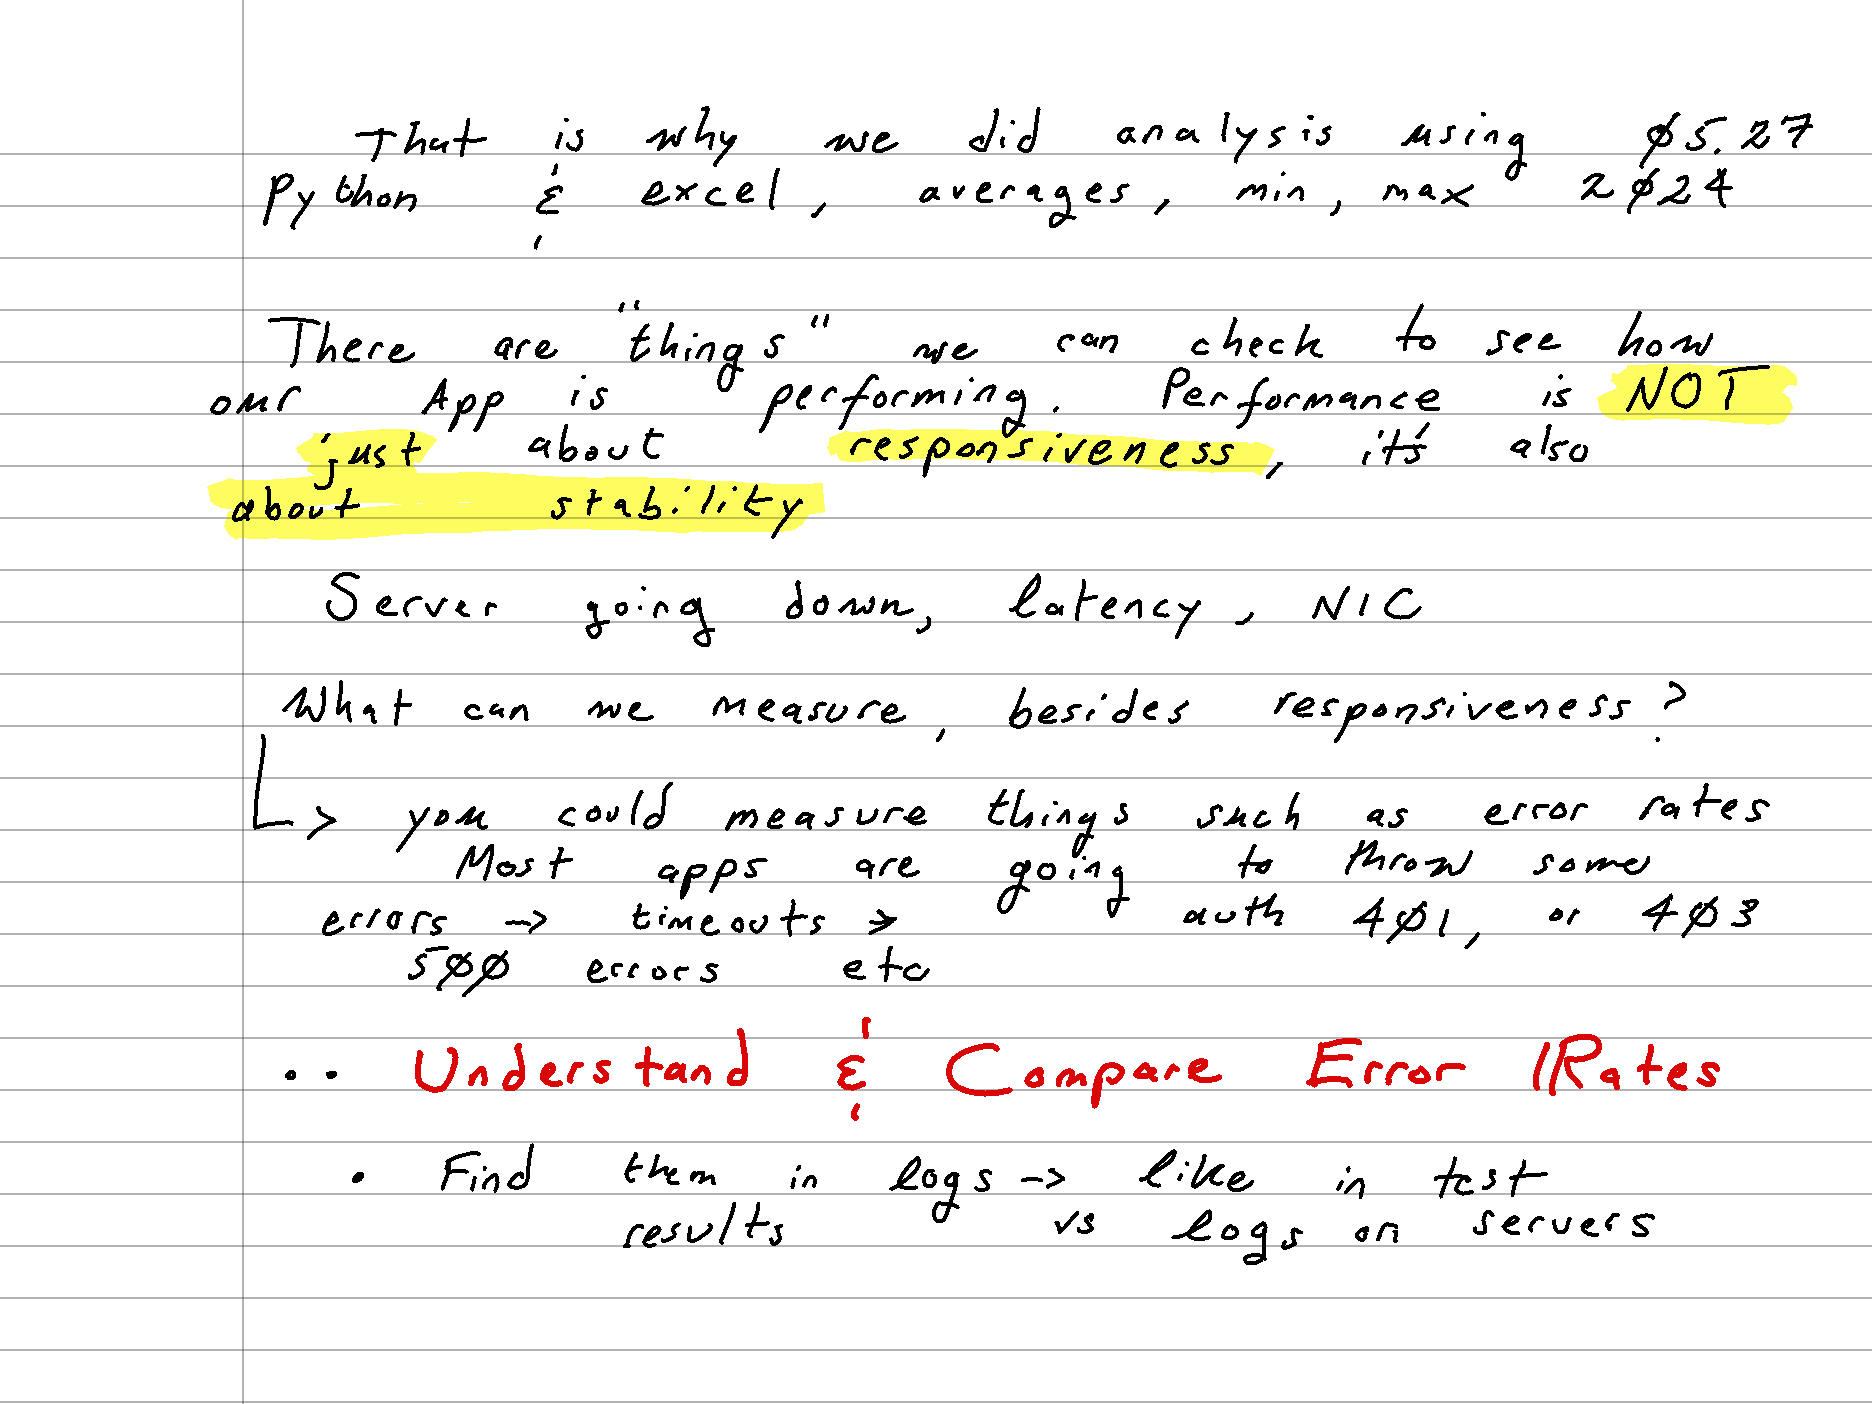 That is why we did analysis using 05.27
Python & excel, averages, min, max 2024
There are "things" we can check to see how
our App is performing. Performance is NOT
just about responsiveness, it's also
about stability
Server going down, latency, NIC
What can we measure, besides responsiveness?
↳ you could measure things such as error rates
Most apps are going to throw some
errors → timeouts → auth 401, or 403
500 errors etc
•• Understand & Compare Error Rates
• Find them in logs -> like in test
results vs logs on servers